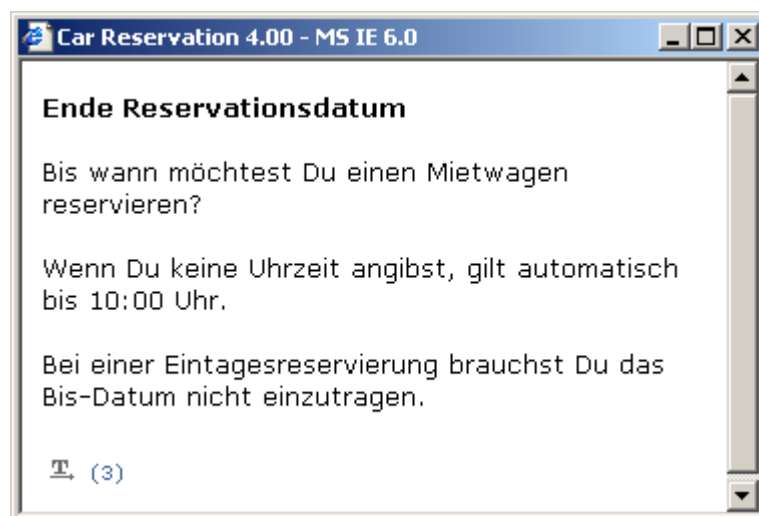 Car Reservation 4.00 - MS IE 6.0
Ende Reservationsdatum
Bis wann möchtest Du einen Mietwagen
reservieren?
Wenn Du keine Uhrzeit angibst, gilt automatisch
bis 10:00 Uhr.
Bei einer Eintagesreservierung brauchst Du das
Bis-Datum nicht einzutragen.
T (3)